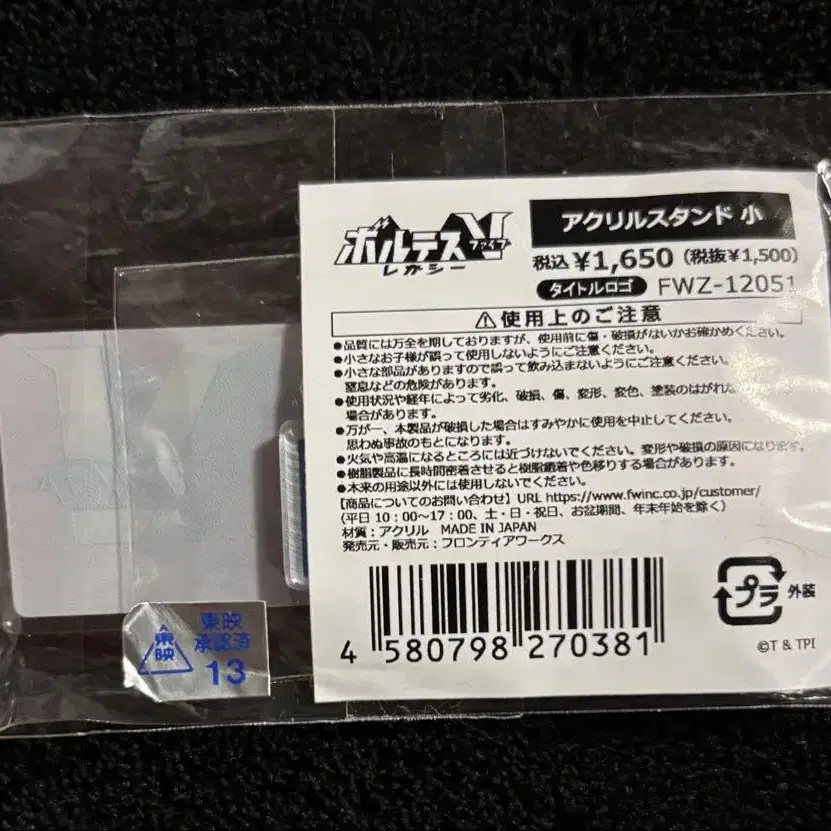 ボルテスV
ファイブ
レガシー
アクリルスタンド 小
税込 ¥1,650 (税抜¥1,500)
タイトルロゴ FWZ-12051
⚠使用上のご注意
●品質には万全を期しておりますが、使用前に傷・破損がないかお確かめください。
●小さなお子様が誤って使用しないようにご注意ください。
●小さな部品がありますので誤って飲み込まないようにご注意ください。
窒息などの危険があります。
●使用状況や経年によって劣化、破損、傷、変形、変色、塗装のはがれな
場合があります。
●万が一、本製品が破損した場合はすみやかに使用を中止してください。
思わぬ事故のもとになります。
●火気や高温になるところには近づけないでください。変形や破損の原因になります。
●樹脂製品に長時間密着させると樹脂癒着や色移りする場合があります。
●本来の用途以外には使用しないでください。
【商品についてのお問い合わせ】URL https://www.fwinc.co.jp/customer/
(平日 10:00～17:00、土・日・祝日、お盆期間、年末年始を除く)
材質:アクリル MADE IN JAPAN
発売元・販売元:フロンティアワークス
プラ 外装
4 580798 270381
©T & TPI
東映
東映
承認済
13